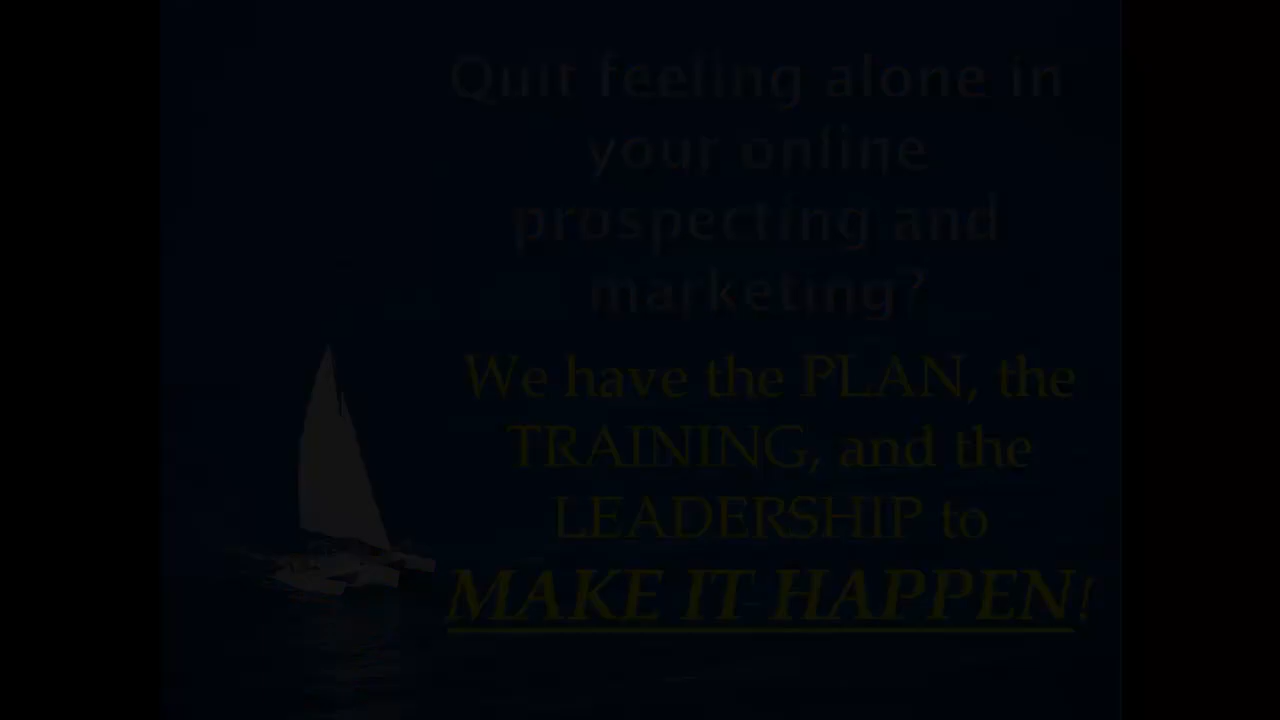 Quit feeling alone in
your online
prospecting and
marketing?
We have the PLAN, the
TRAINING, and the
LEADERSHIP to
MAKE IT HAPPEN!